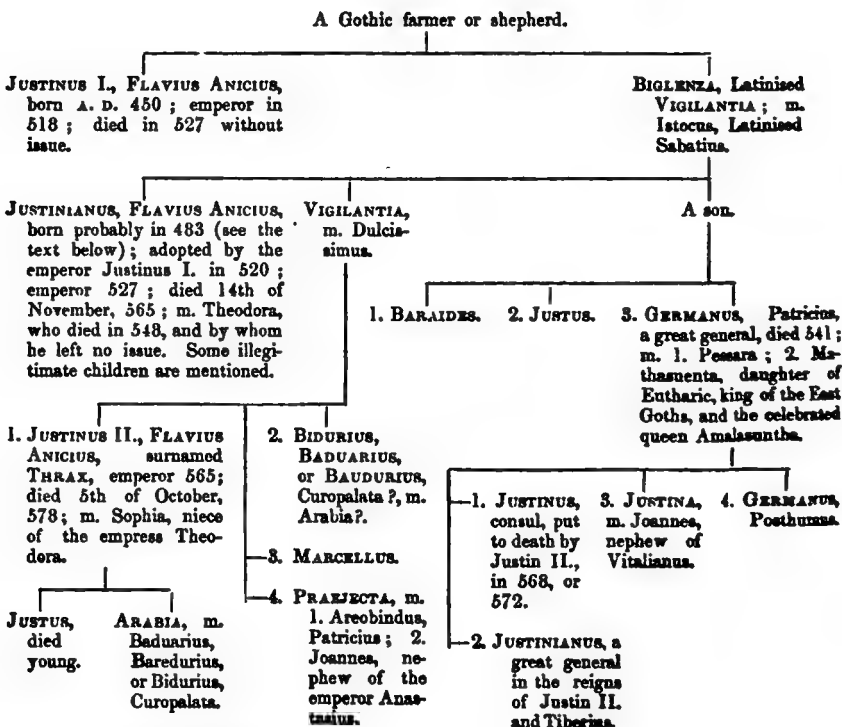 A Gothic farmer or shepherd.
JUSTINUS I., FLAVIUS ANICIUS,
born A. D. 450 ; emperor in
518 ; died in 527 without
issue.
BIGLENZA, Latinised
VIGILANTIA ; m.
Istocus, Latinised
Sabatius.
JUSTINIANUS, FLAVIUS ANICIUS,
born probably in 483 (see the
text below) ; adopted by the
emperor Justinus I. in 520 ;
emperor 527 ; died 14th of
November, 565 ; m. Theodora,
who died in 548, and by whom
he left no issue. Some illegi-
timate children are mentioned.
VIGILANTIA,
m. Dulcis-
simus.
A son.
1. BARAIDES.
2. JUSTUS.
3. GERMANUS, Patricius,
a great general, died 541 ;
m. 1. Pessara ; 2. Ma-
thasuenta, daughter of
Eutharic, king of the East
Goths, and the celebrated
queen Amalasuntha.
1. JUSTINUS II., FLAVIUS
ANICIUS, surnamed
THRAX, emperor 565;
died 5th of October,
578; m. Sophia, niece
of the empress Theo-
dora.
2. BIDURIUS,
BADUARIUS,
or BAUDURIUS,
Curopalata ?, m.
Arabia?.
3. MARCELLUS.
4. PRAEJECTA, m.
1. Areobindus,
Patricius ; 2.
Joannes, ne-
phew of the
emperor Anas-
tasius.
JUSTUS,
died
young.
ARABIA, m.
Baduarius,
Baredurius,
or Bidurius,
Curopalata.
1. JUSTINUS,
consul, put
to death by
Justin II.,
in 568, or
572.
2. JUSTINIANUS, a
great general
in the reigns
of Justin II.
and Tiberius.
3. JUSTINA,
m. Joannes,
nephew of
Vitalianus.
4. GERMANUS,
Posthumus.